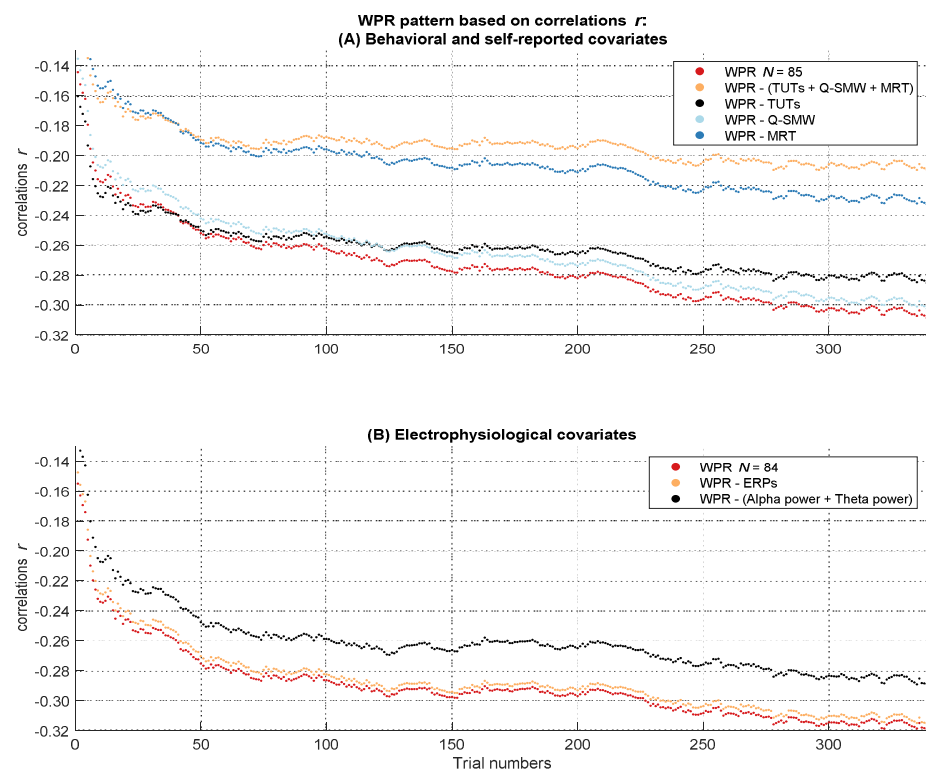 WPR pattern based on correlations r:
(A) Behavioral and self-reported covariates
correlations r
-0.14
-0.16
-0.18
-0.20
-0.22
-0.24
-0.26
-0.28
-0.30
-0.32
0 50 100 150 200 250 300
WPR N = 85
WPR - (TUTs + Q-SMW + MRT)
WPR - TUTs
WPR - Q-SMW
WPR - MRT
(B) Electrophysiological covariates
correlations r
-0.14
-0.16
-0.18
-0.20
-0.22
-0.24
-0.26
-0.28
-0.30
-0.32
0 50 100 150 200 250 300
WPR N = 84
WPR - ERPs
WPR - (Alpha power + Theta power)
Trial numbers